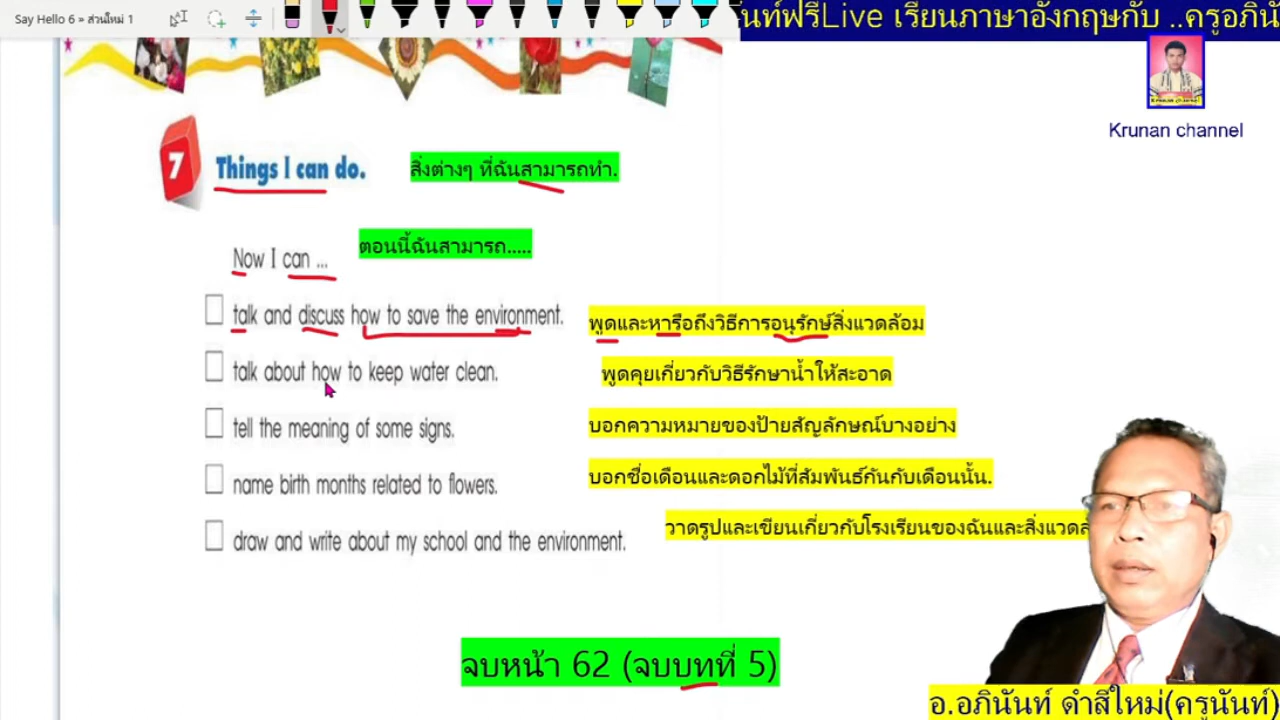 Say Hello 6 » ส่วนใหม่ 1
นท์ฟรีLive เรียนภาษาอังกฤษกับ ..ครูอภินั
Krunan channel
7
Things I can do.
สิ่งต่างๆ ที่ฉันสามารถทำ.
ตอนนี้ฉันสามารถ.....
Now I can ...
talk and discuss how to save the environment.
พูดและหารือถึงวิธีการอนุรักษ์สิ่งแวดล้อม
talk about how to keep water clean.
พูดคุยเกี่ยวกับวิธีรักษาน้ำให้สะอาด
tell the meaning of some signs.
บอกความหมายของป้ายสัญลักษณ์บางอย่าง
name birth months related to flowers.
บอกชื่อเดือนและดอกไม้ที่สัมพันธ์กันกับเดือนนั้น.
draw and write about my school and the environment.
วาดรูปและเขียนเกี่ยวกับโรงเรียนของฉันและสิ่งแวดล้
จบหน้า 62 (จบบทที่ 5)
อ.อภินันท์ ดำสีใหม่(ครูนันท์)